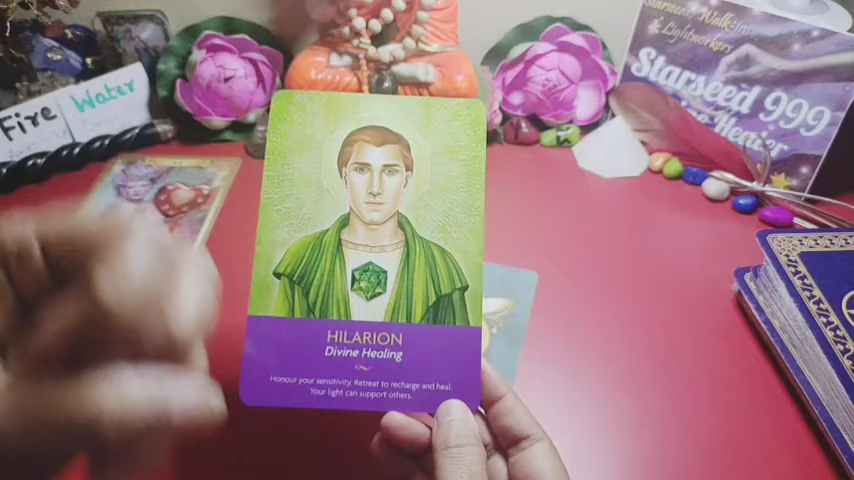 Fire
Water
Starseed, Walk-ins
& Lightworkers
Starseed 999
Healer
HILARION
Divine Healing
Honour your sensitivity. Retreat to recharge and heal.
Your light can support others.